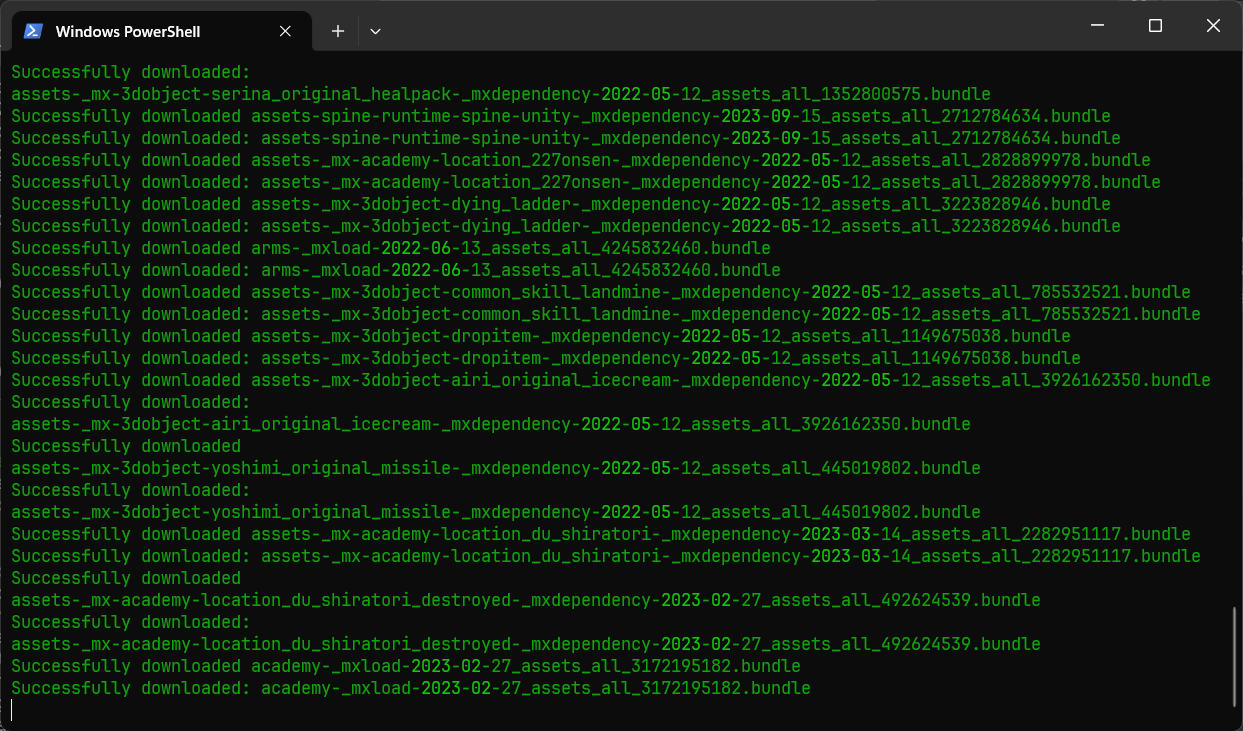 Windows PowerShell
Successfully downloaded:
assets-_mx-3dobject-serina_original_healpack-_mxdependency-2022-05-12_assets_all_1352800575.bundle
Successfully downloaded assets-spine-runtime-spine-unity-_mxdependency-2023-09-15_assets_all_2712784634.bundle
Successfully downloaded: assets-spine-runtime-spine-unity-_mxdependency-2023-09-15_assets_all_2712784634.bundle
Successfully downloaded assets-_mx-academy-location_227onsen-_mxdependency-2022-05-12_assets_all_2828899978.bundle
Successfully downloaded: assets-_mx-academy-location_227onsen-_mxdependency-2022-05-12_assets_all_2828899978.bundle
Successfully downloaded assets-_mx-3dobject-dying_ladder-_mxdependency-2022-05-12_assets_all_3223828946.bundle
Successfully downloaded: assets-_mx-3dobject-dying_ladder-_mxdependency-2022-05-12_assets_all_3223828946.bundle
Successfully downloaded arms-_mxload-2022-06-13_assets_all_4245832460.bundle
Successfully downloaded: arms-_mxload-2022-06-13_assets_all_4245832460.bundle
Successfully downloaded assets-_mx-3dobject-common_skill_landmine-_mxdependency-2022-05-12_assets_all_785532521.bundle
Successfully downloaded: assets-_mx-3dobject-common_skill_landmine-_mxdependency-2022-05-12_assets_all_785532521.bundle
Successfully downloaded assets-_mx-3dobject-dropitem-_mxdependency-2022-05-12_assets_all_1149675038.bundle
Successfully downloaded: assets-_mx-3dobject-dropitem-_mxdependency-2022-05-12_assets_all_1149675038.bundle
Successfully downloaded assets-_mx-3dobject-airi_original_icecream-_mxdependency-2022-05-12_assets_all_3926162350.bundle
Successfully downloaded:
assets-_mx-3dobject-airi_original_icecream-_mxdependency-2022-05-12_assets_all_3926162350.bundle
Successfully downloaded
assets-_mx-3dobject-yoshimi_original_missile-_mxdependency-2022-05-12_assets_all_445019802.bundle
Successfully downloaded:
assets-_mx-3dobject-yoshimi_original_missile-_mxdependency-2022-05-12_assets_all_445019802.bundle
Successfully downloaded assets-_mx-academy-location_du_shiratori-_mxdependency-2023-03-14_assets_all_2282951117.bundle
Successfully downloaded: assets-_mx-academy-location_du_shiratori-_mxdependency-2023-03-14_assets_all_2282951117.bundle
Successfully downloaded
assets-_mx-academy-location_du_shiratori_destroyed-_mxdependency-2023-02-27_assets_all_492624539.bundle
Successfully downloaded:
assets-_mx-academy-location_du_shiratori_destroyed-_mxdependency-2023-02-27_assets_all_492624539.bundle
Successfully downloaded academy-_mxload-2023-02-27_assets_all_3172195182.bundle
Successfully downloaded: academy-_mxload-2023-02-27_assets_all_3172195182.bundle